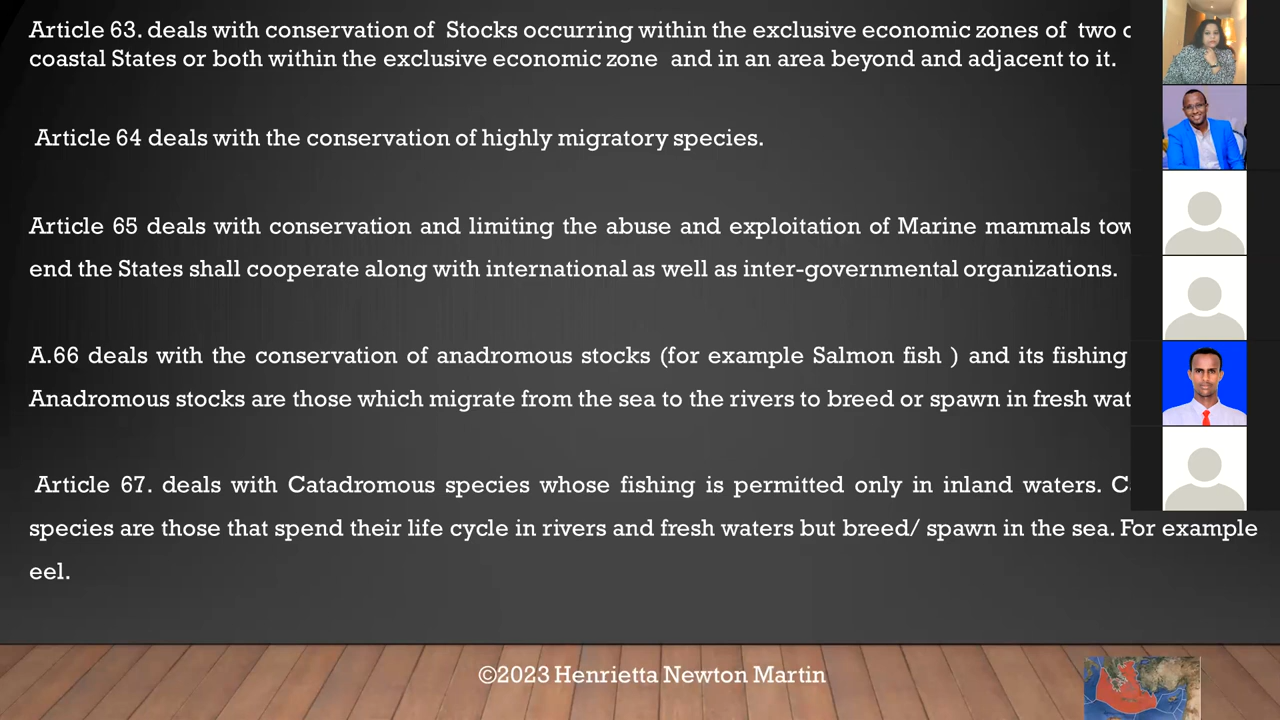 Article 63. deals with conservation of Stocks occurring within the exclusive economic zones of two
coastal States or both within the exclusive economic zone and in an area beyond and adjacent to it.
Article 64 deals with the conservation of highly migratory species.
Article 65 deals with conservation and limiting the abuse and exploitation of Marine mammals
end the States shall cooperate along with international as well as inter-governmental organizations.
A.66 deals with the conservation of anadromous stocks (for example Salmon fish ) and its fishing
Anadromous stocks are those which migrate from the sea to the rivers to breed or spawn in fresh
Article 67. deals with Catadromous species whose fishing is permitted only in inland waters.
species are those that spend their life cycle in rivers and fresh waters but breed/ spawn in the sea. For example
eel.
©2023 Henrietta Newton Martin